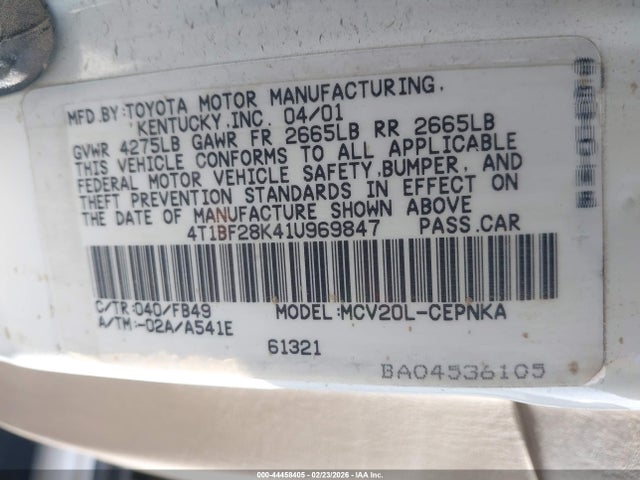 MFD.BY:TOYOTA MOTOR MANUFACTURING.
KENTUCKY.INC. 04/01
GVWR 4275LB GAWR FR 2665LB RR 2665LB
THIS VEHICLE CONFORMS TO ALL APPLICABLE
FEDERAL MOTOR VEHICLE SAFETY,BUMPER, AND
THEFT PREVENTION STANDARDS IN EFFECT ON
THE DATE OF MANUFACTURE SHOWN ABOVE
4T1BF28K41U969847 PASS.CAR
C/TR:040/FB49 MODEL:MCV20L-CEPNKA
A/TM:-02A/A541E
61321
BA04536105
000-44458405 - 02/23/2026 - IAAI.CA